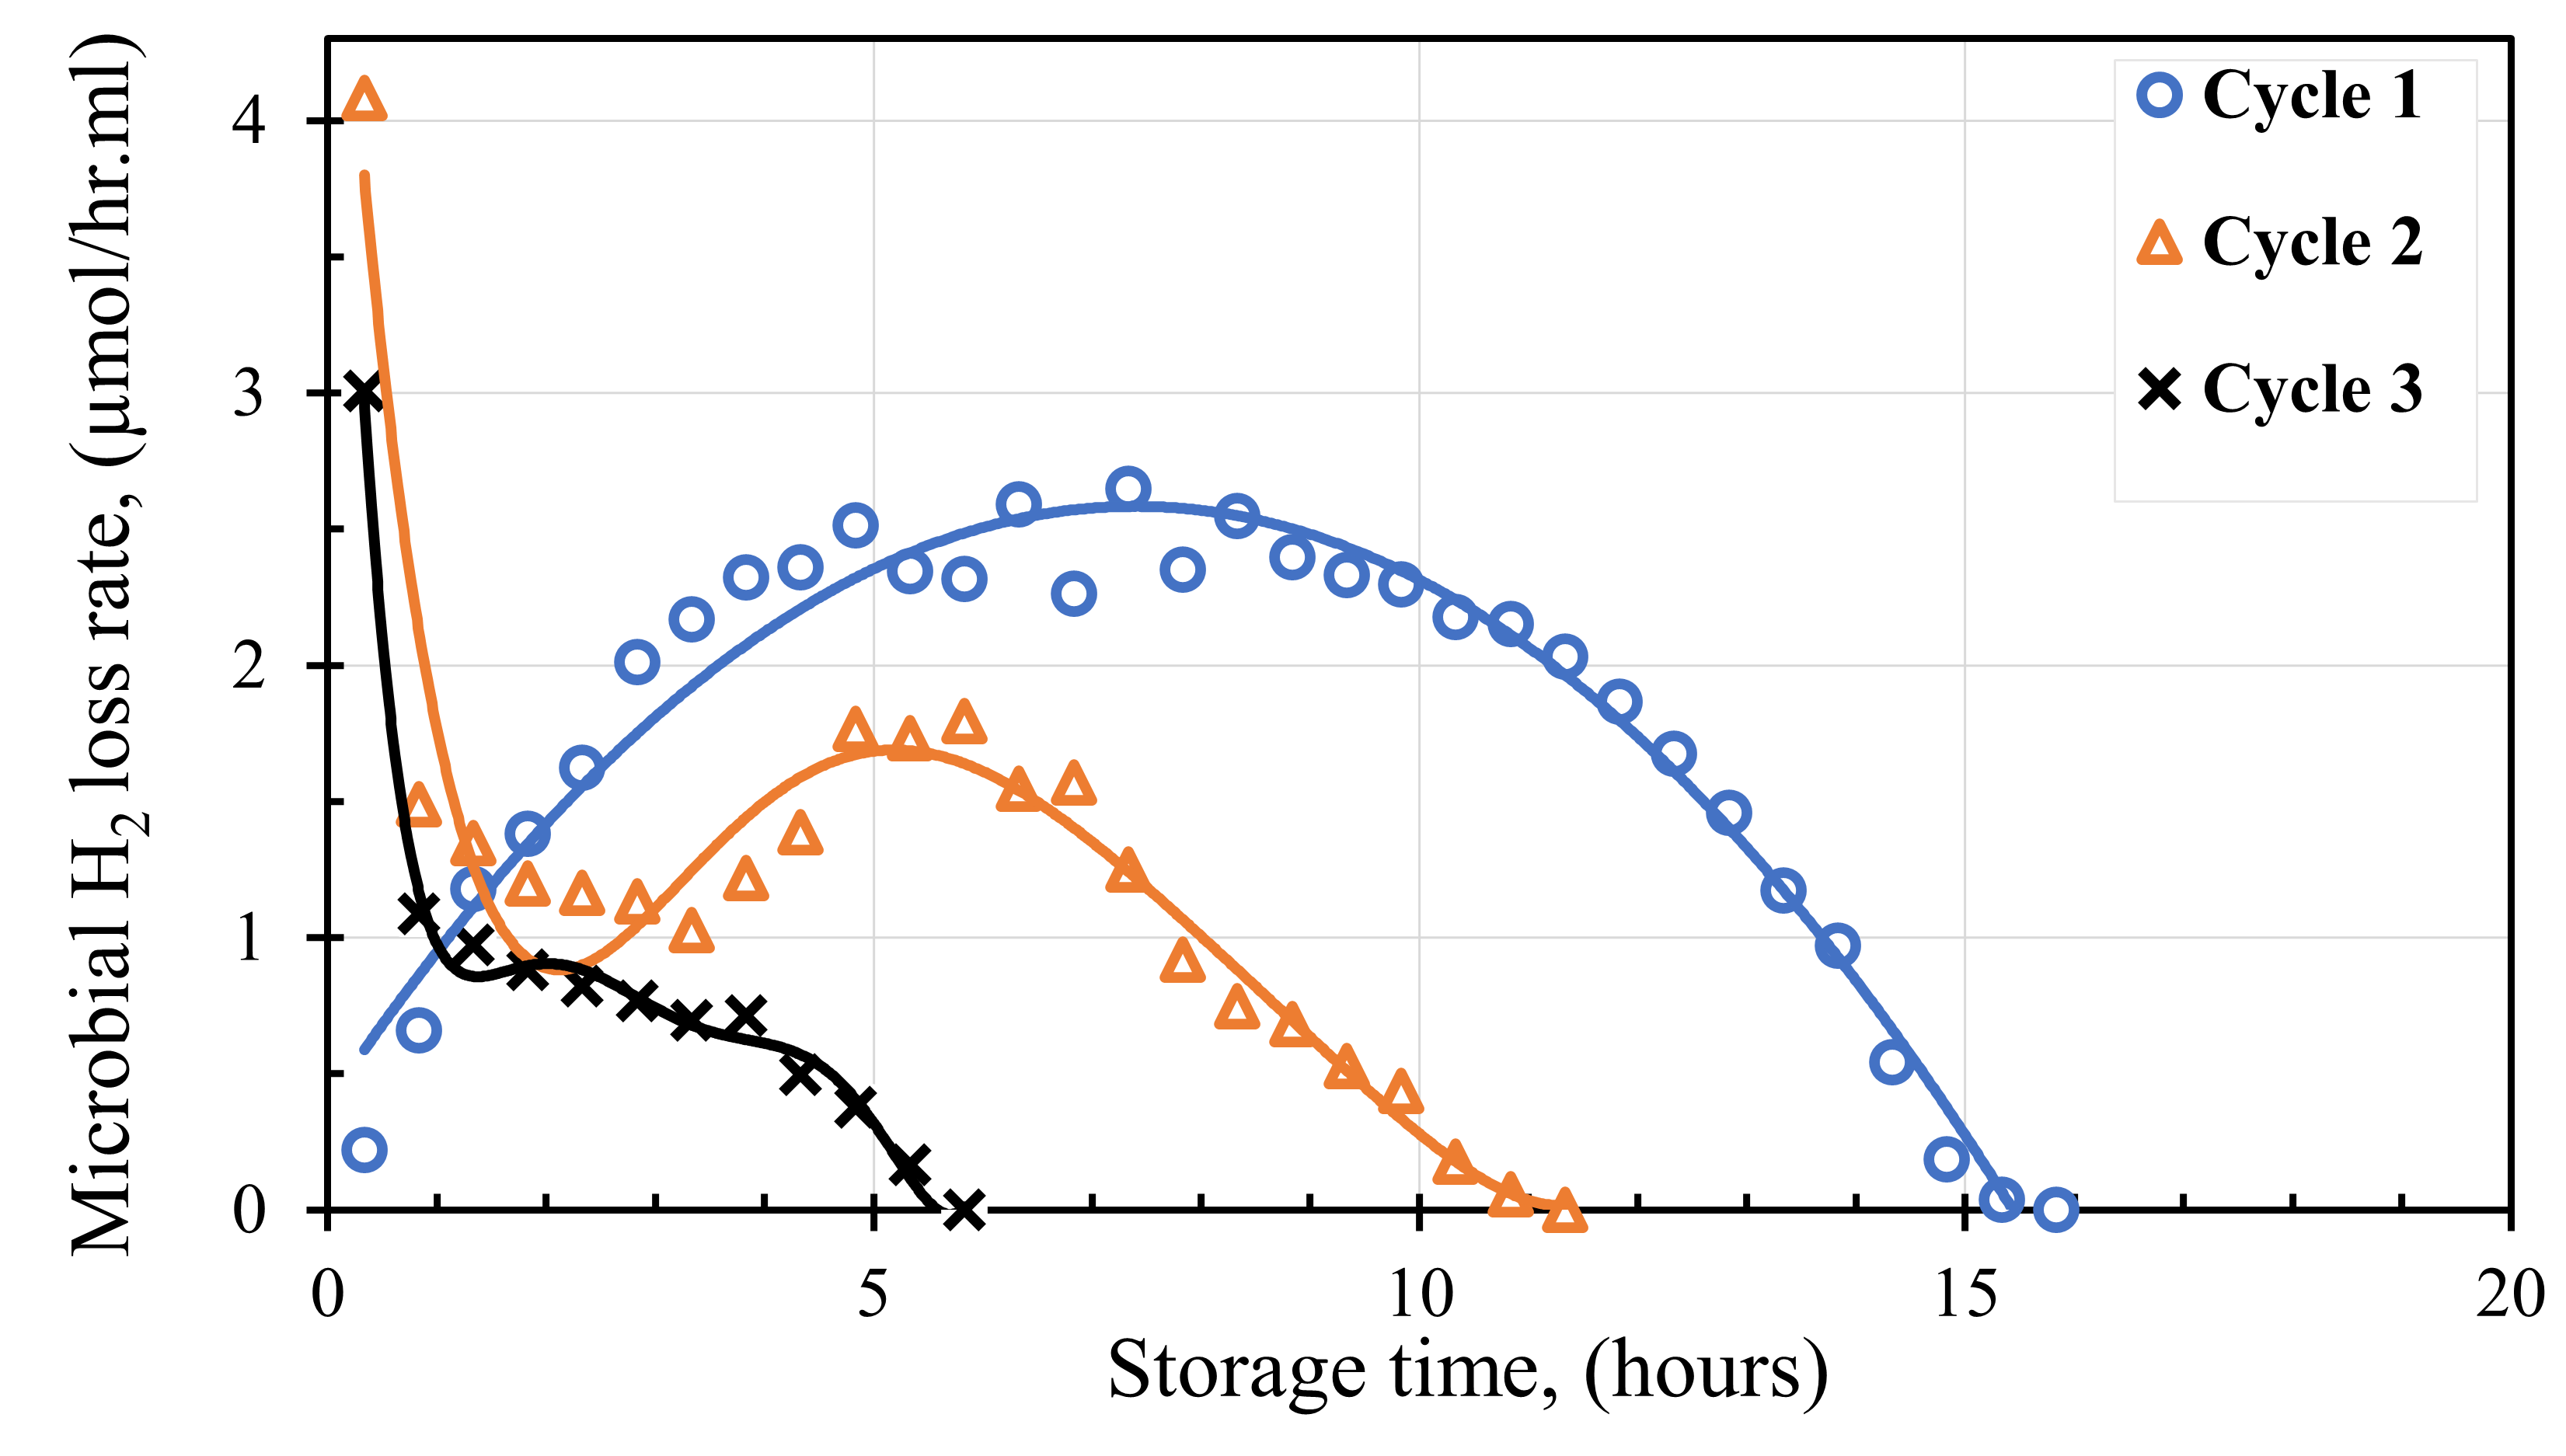 Microbial H₂ loss rate, (μmol/hr.ml)
4
3
2
1
0
0 5 10 15 20
Storage time, (hours)
Cycle 1
Cycle 2
Cycle 3